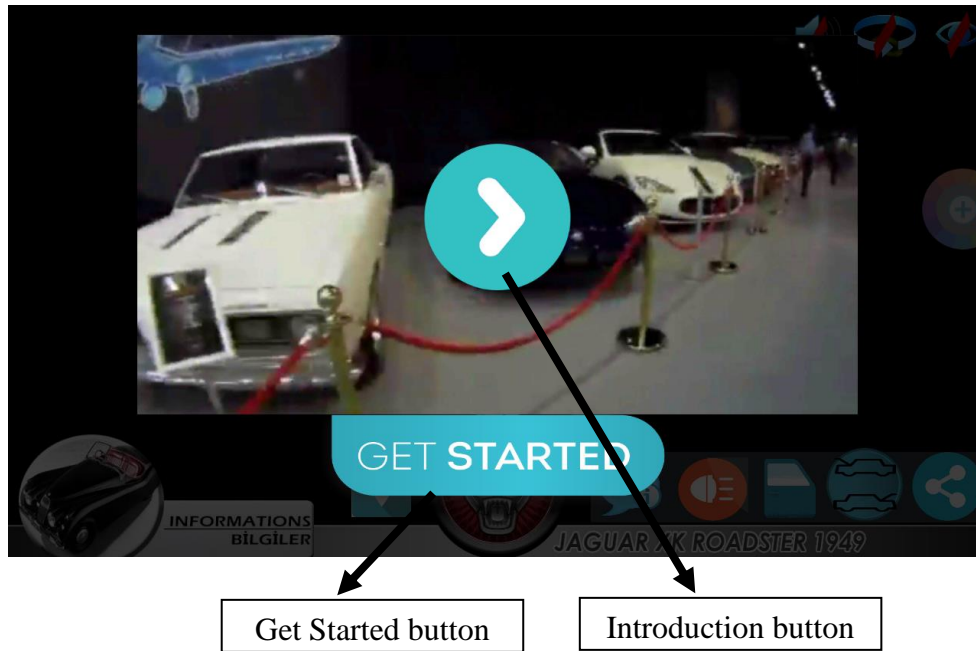 GET STARTED
INFORMATIONS
BİLGİLER
JAGUAR XK ROADSTER 1949
Get Started button
Introduction button